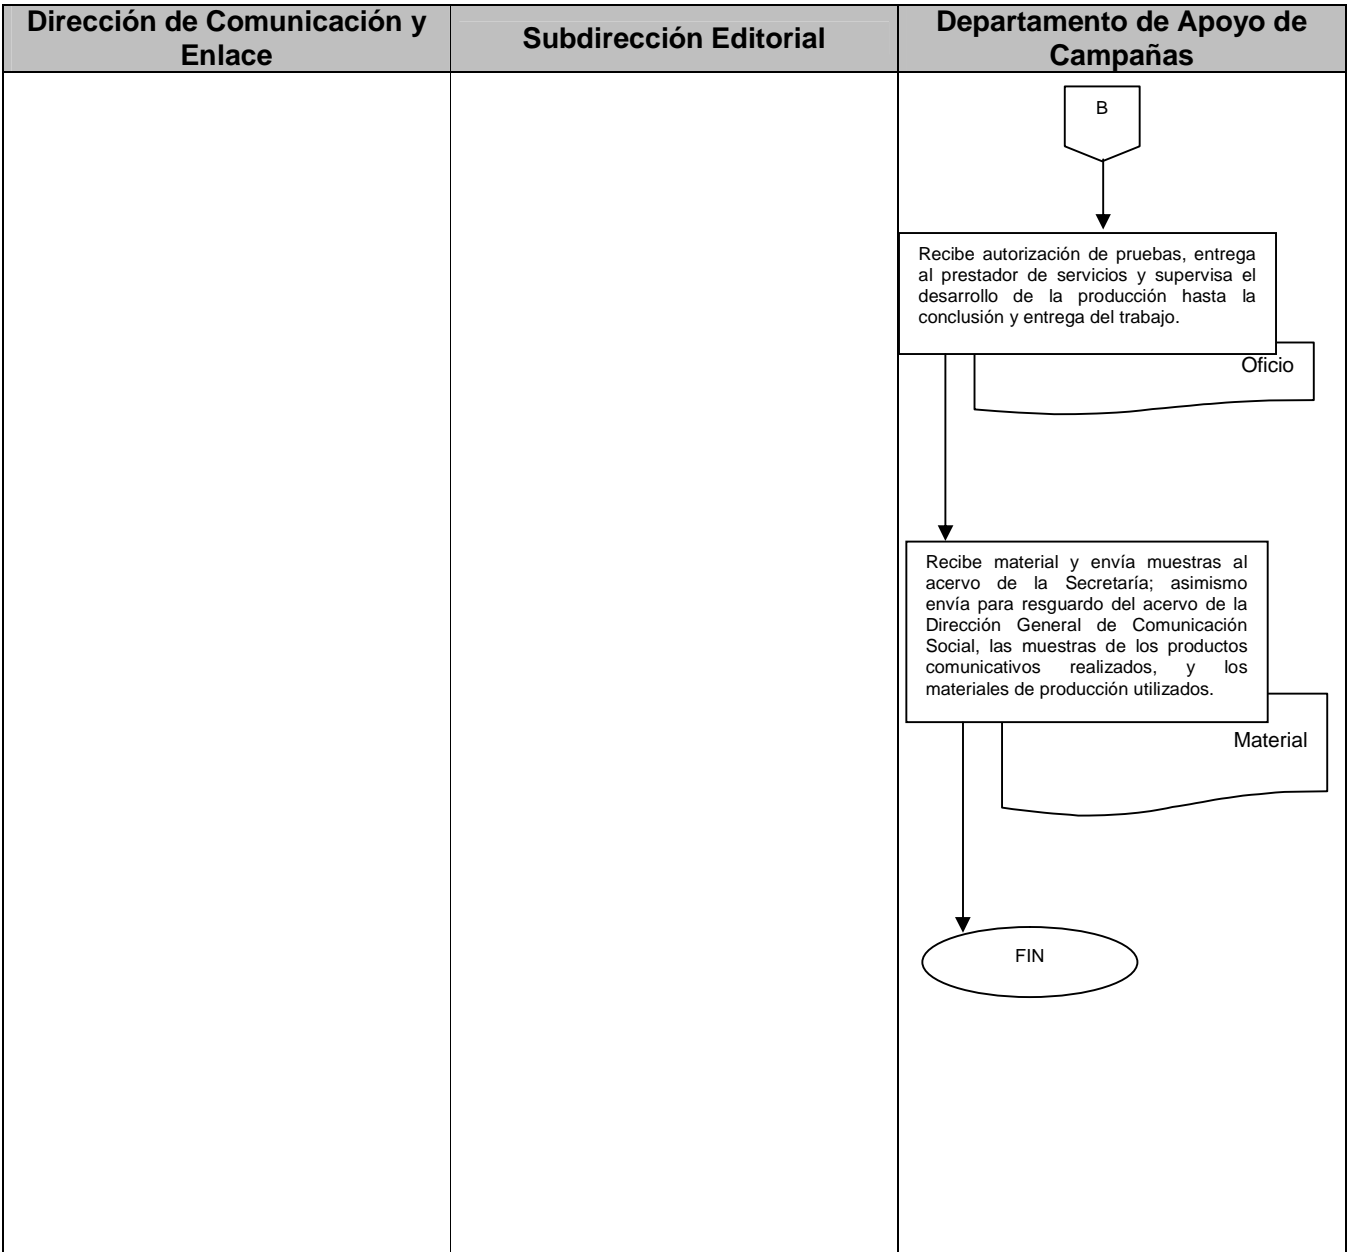 Dirección de Comunicación y
Enlace
Subdirección Editorial
Departamento de Apoyo de
Campañas
B
Recibe autorización de pruebas, entrega
al prestador de servicios y supervisa el
desarrollo de la producción hasta la
conclusión y entrega del trabajo.
Oficio
Recibe material y envía muestras al
acervo de la Secretaría; asimismo
envía para resguardo del acervo de la
Dirección General de Comunicación
Social, las muestras de los productos
comunicativos realizados, y los
materiales de producción utilizados.
Material
FIN